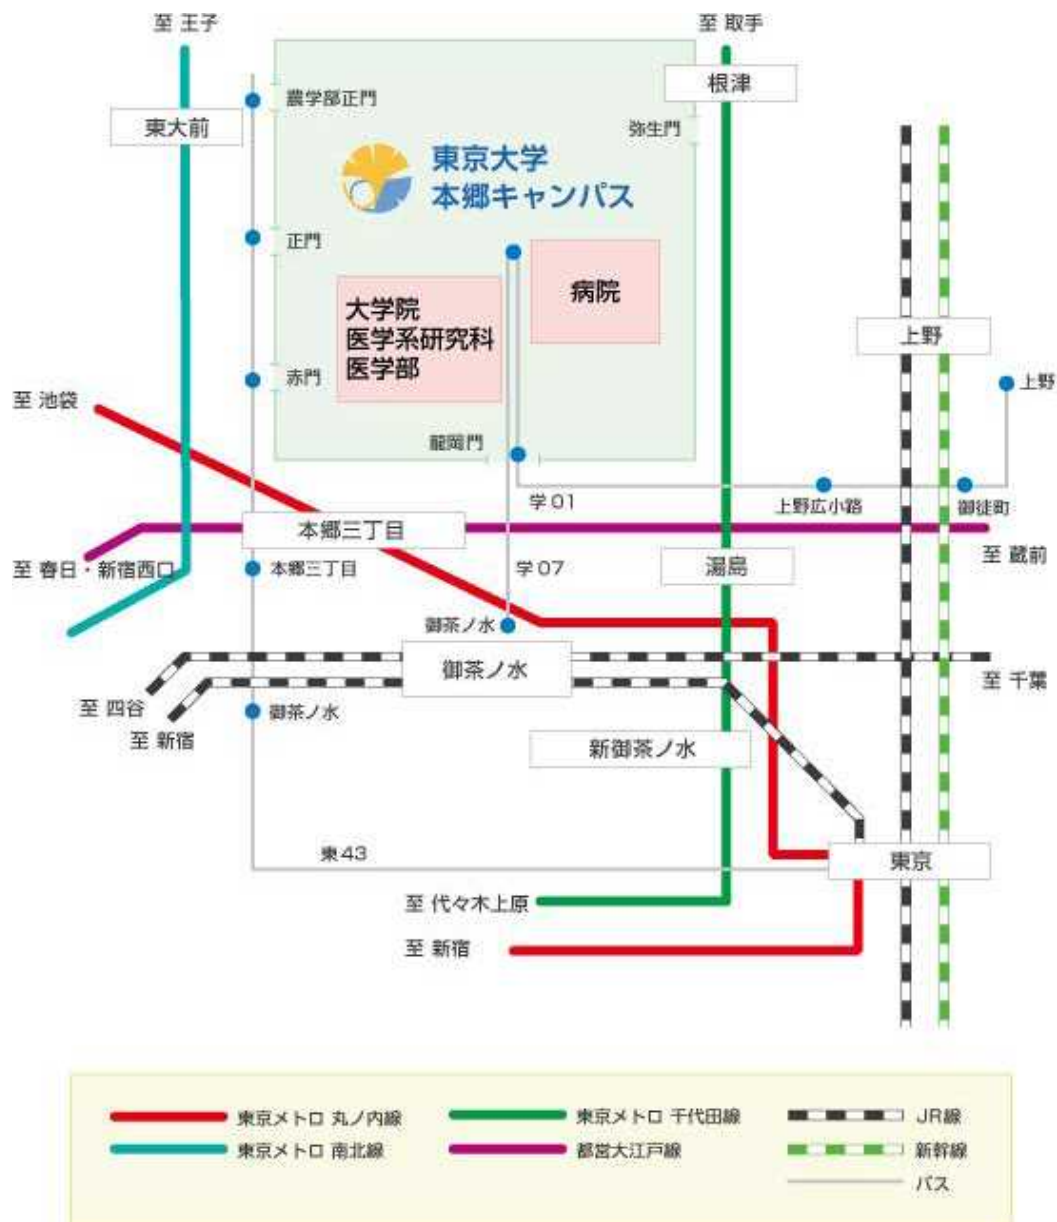 至 王子
至 取手
根津
農学部正門
東大前
弥生門
東京大学
本郷キャンパス
正門
病院
大学院
医学系研究科
医学部
上野
赤門
上野
至 池袋
龍岡門
学01
上野広小路
御徒町
本郷三丁目
至 蔵前
至 春日・新宿西口
本郷三丁目
学07
湯島
御茶ノ水
御茶ノ水
至 千葉
至 四谷
御茶ノ水
至 新宿
新御茶ノ水
東43
東京
至 代々木上原
至 新宿
東京メトロ 丸ノ内線
東京メトロ 千代田線
JR線
東京メトロ 南北線
都営大江戸線
新幹線
バス